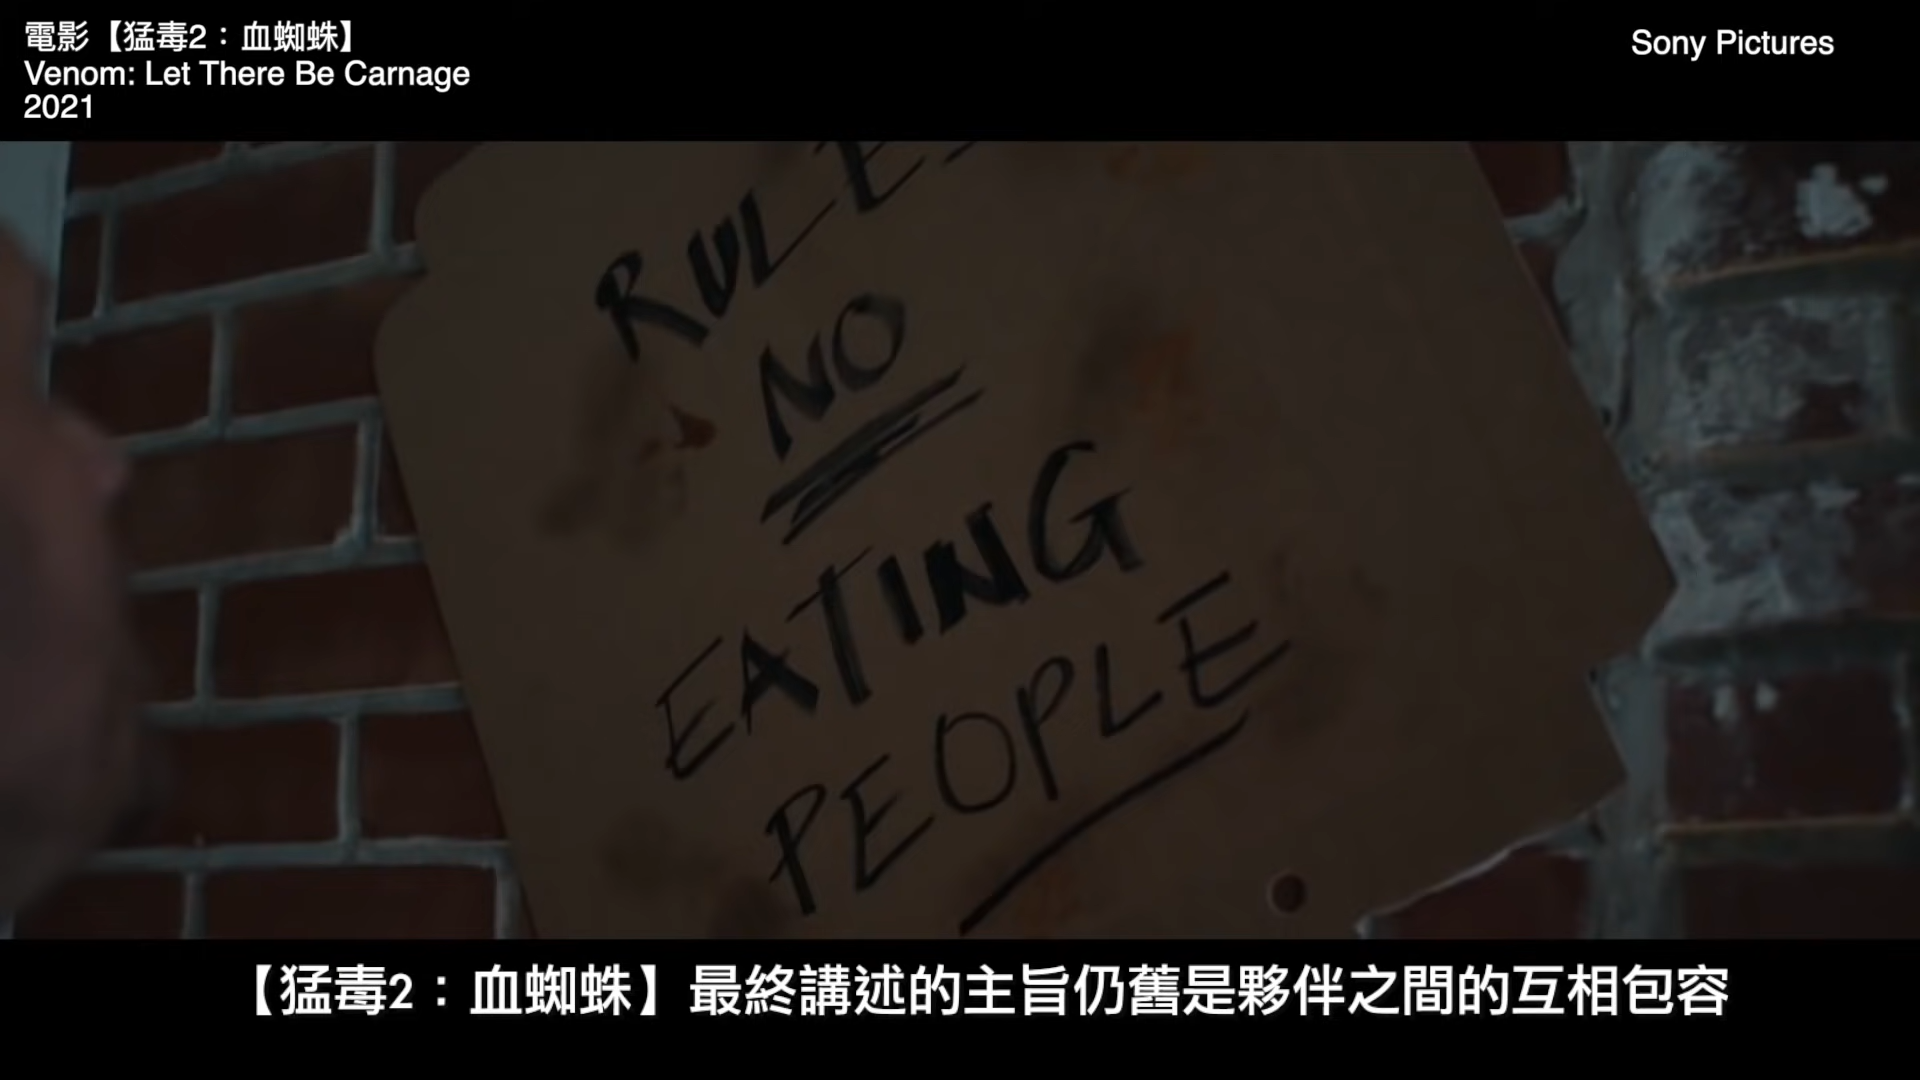 電影【猛毒2：血蜘蛛】
Venom: Let There Be Carnage
2021
Sony Pictures
RULES
NO
EATING
PEOPLE
【猛毒2：血蜘蛛】最終講述的主旨仍舊是夥伴之間的互相包容